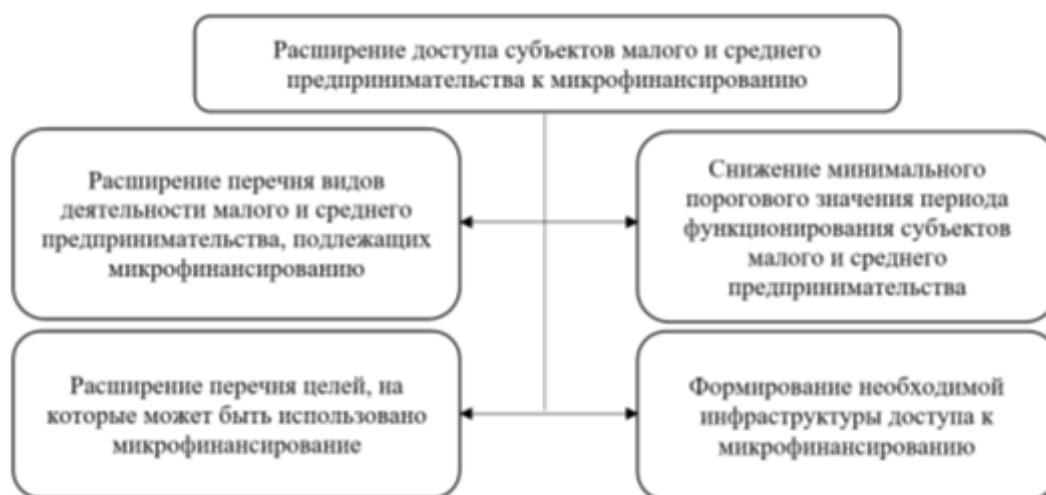 Расширение доступа субъектов малого и среднего
предпринимательства к микрофинансированию
Расширение перечня видов
деятельности малого и среднего
предпринимательства, подлежащих
микрофинансированию
Снижение минимального
порогового значения периода
функционирования субъектов
малого и среднего
предпринимательства
Расширение перечня целей, на
которые может быть использовано
микрофинансирование
Формирование необходимой
инфраструктуры доступа к
микрофинансированию